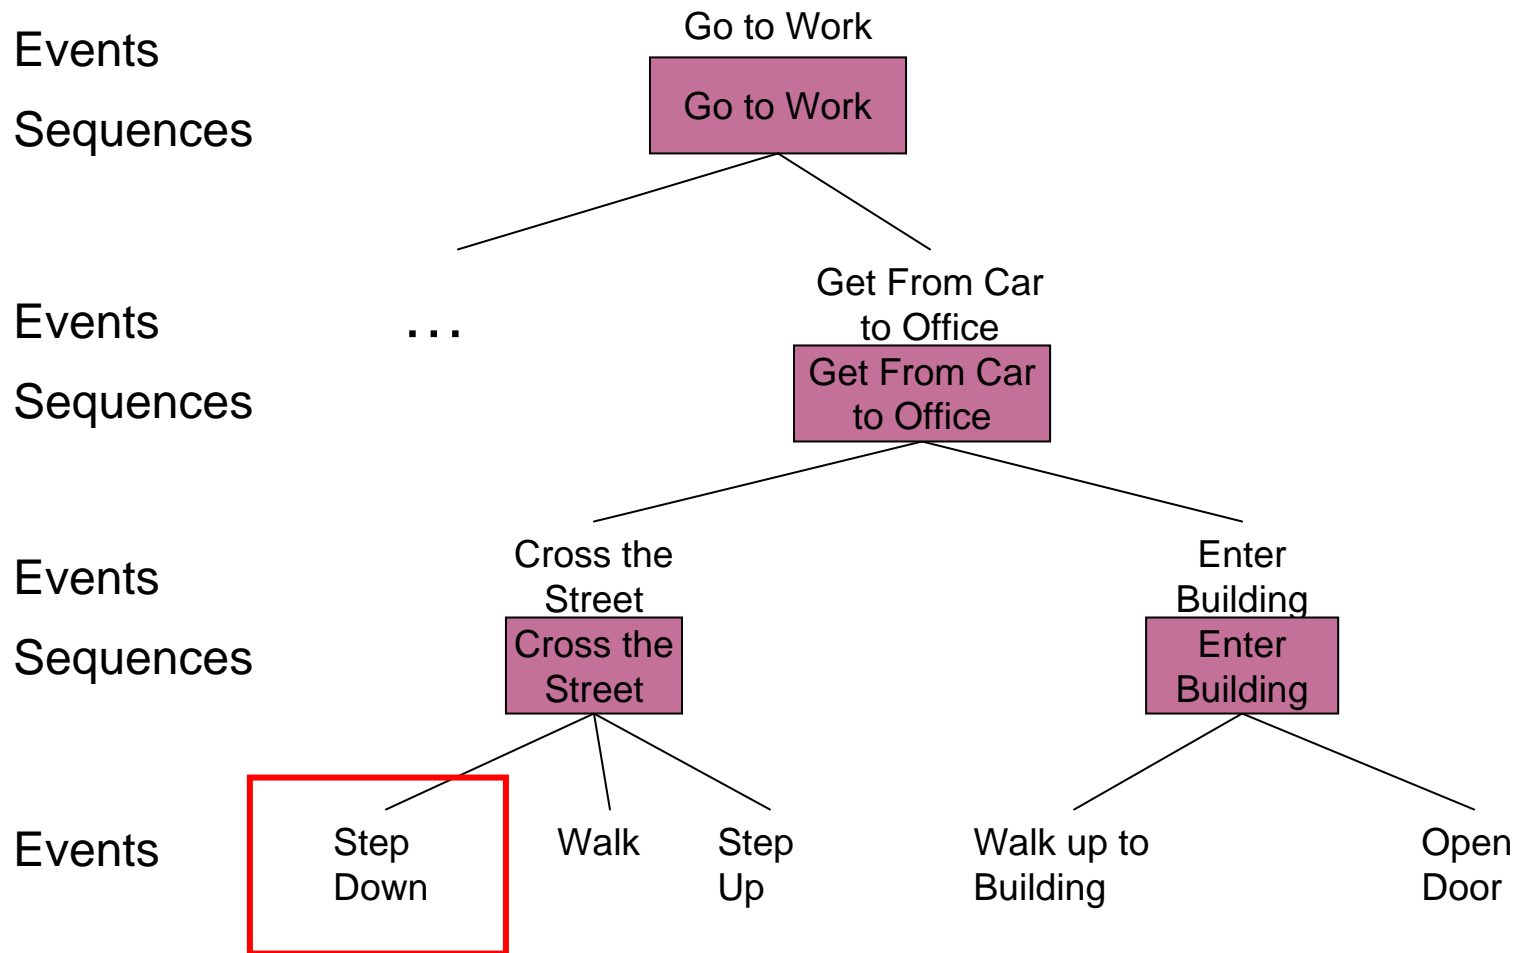 Go to Work
Events
Go to Work
Sequences
Get From Car
Events
…
to Office
Get From Car
Sequences
to Office
Cross the
Enter
Events
Street
Building
Cross the
Enter
Sequences
Street
Building
Events
Step
Down
Walk
Step
Up
Walk up to
Building
Open
Door